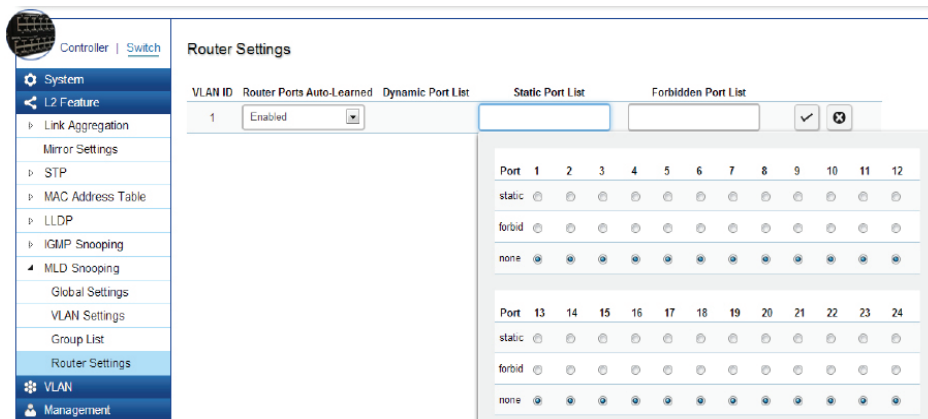 Controller | Switch
Router Settings
System
L2 Feature
Link Aggregation
Mirror Settings
STP
MAC Address Table
LLDP
IGMP Snooping
MLD Snooping
Global Settings
VLAN Settings
Group List
Router Settings
VLAN
Management
VLAN ID Router Ports Auto-Learned Dynamic Port List Static Port List Forbidden Port List
1 Enabled
Port 1 2 3 4 5 6 7 8 9 10 11 12
static
forbid
none
Port 13 14 15 16 17 18 19 20 21 22 23 24
static
forbid
none